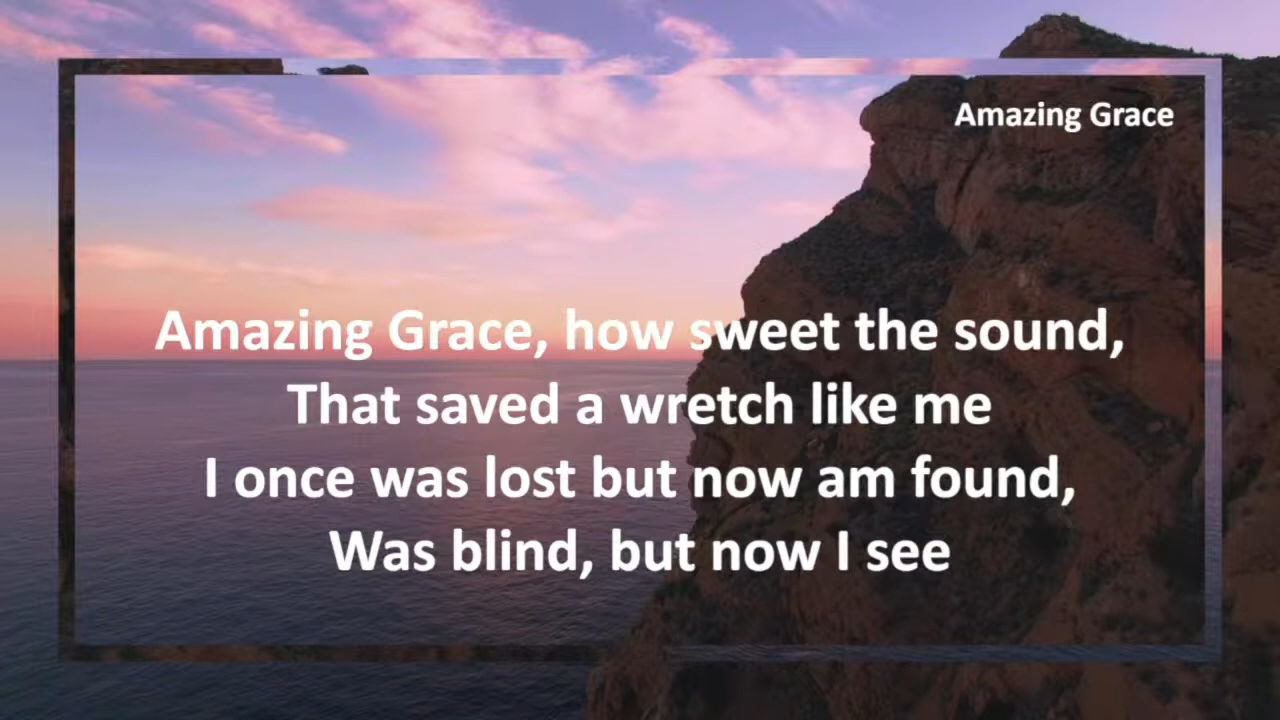 Amazing Grace
Amazing Grace, how sweet the sound,
That saved a wretch like me
I once was lost but now am found,
Was blind, but now I see